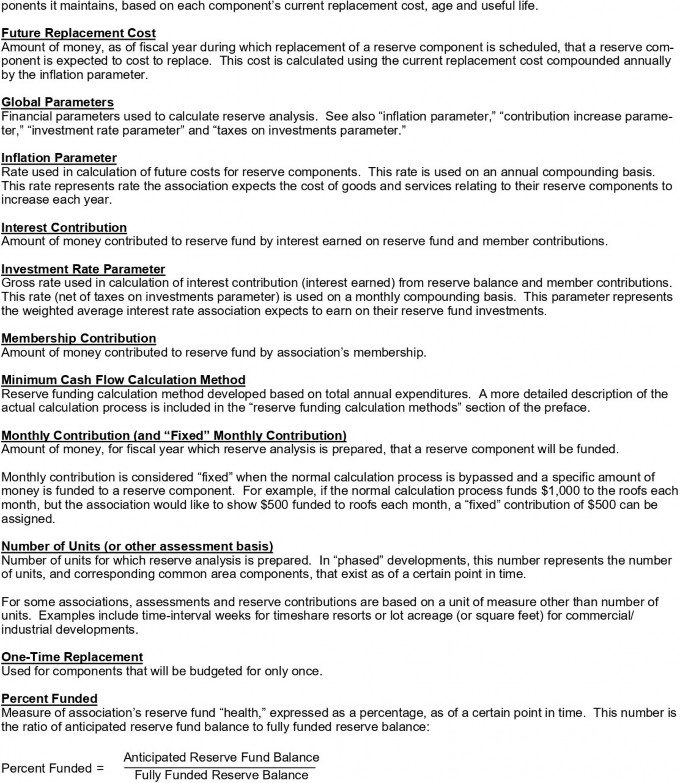 ponents it maintains, based on each component's current replacement cost, age and useful life.
Future Replacement Cost
Amount of money, as of fiscal year during which replacement of a reserve component is scheduled, that a reserve com-
ponent is expected to cost to replace.  This cost is calculated using the current replacement cost compounded annually
by the inflation parameter.
Global Parameters
Financial parameters used to calculate reserve analysis.  See also “inflation parameter,” “contribution increase parame-
ter,” “investment rate parameter” and “taxes on investments parameter.”
Inflation Parameter
Rate used in calculation of future costs for reserve components.  This rate is used on an annual compounding basis.
This rate represents rate the association expects the cost of goods and services relating to their reserve components to
increase each year.
Interest Contribution
Amount of money contributed to reserve fund by interest earned on reserve fund and member contributions.
Investment Rate Parameter
Gross rate used in calculation of interest contribution (interest earned) from reserve balance and member contributions.
This rate (net of taxes on investments parameter) is used on a monthly compounding basis.  This parameter represents
the weighted average interest rate association expects to earn on their reserve fund investments.
Membership Contribution
Amount of money contributed to reserve fund by association's membership.
Minimum Cash Flow Calculation Method
Reserve funding calculation method developed based on total annual expenditures.  A more detailed description of the
actual calculation process is included in the “reserve funding calculation methods” section of the preface.
Monthly Contribution (and “Fixed” Monthly Contribution)
Amount of money, for fiscal year which reserve analysis is prepared, that a reserve component will be funded.
Monthly contribution is considered “fixed” when the normal calculation process is bypassed and a specific amount of
money is funded to a reserve component.  For example, if the normal calculation process funds $1,000 to the roofs each
month, but the association would like to show $500 funded to roofs each month, a “fixed” contribution of $500 can be
assigned.
Number of Units (or other assessment basis)
Number of units for which reserve analysis is prepared.  In “phased” developments, this number represents the number
of units, and corresponding common area components, that exist as of a certain point in time.
For some associations, assessments and reserve contributions are based on a unit of measure other than number of
units.  Examples include time-interval weeks for timeshare resorts or lot acreage (or square feet) for commercial/
industrial developments.
One-Time Replacement
Used for components that will be budgeted for only once.
Percent Funded
Measure of association's reserve fund “health,” expressed as a percentage, as of a certain point in time.  This number is
the ratio of anticipated reserve fund balance to fully funded reserve balance:
Anticipated Reserve Fund Balance
Percent Funded =
Fully Funded Reserve Balance